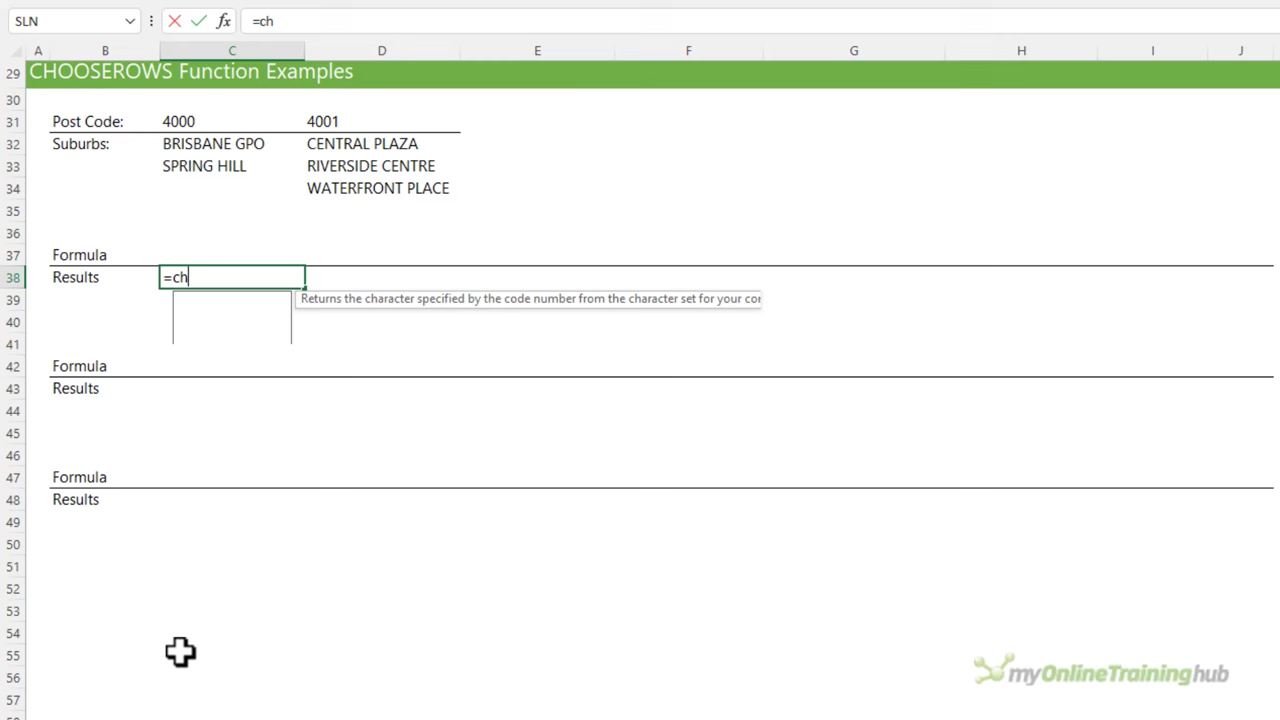 SLN =ch
A B C D E F G H I J
29 CHOOSEROWS Function Examples
30
31 Post Code: 4000 4001
32 Suburbs: BRISBANE GPO CENTRAL PLAZA
33 SPRING HILL RIVERSIDE CENTRE
34 WATERFRONT PLACE
35
36
37 Formula
38 Results =ch
39 Returns the character specified by the code number from the character set for your
40
41
42 Formula
43 Results
44
45
46
47 Formula
48 Results
49
50
51
52
53
54
55
56
57
myOnlineTraininghub